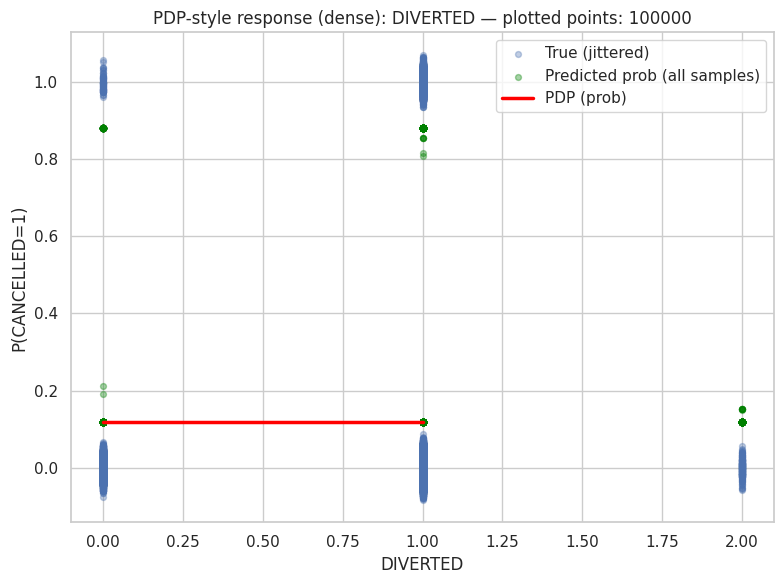 PDP-style response (dense): DIVERTED — plotted points: 100000
True (jittered)
Predicted prob (all samples)
PDP (prob)
P(CANCELLED=1)
1.0
0.8
0.6
0.4
0.2
0.0
0.00 0.25 0.50 0.75 1.00 1.25 1.50 1.75 2.00
DIVERTED